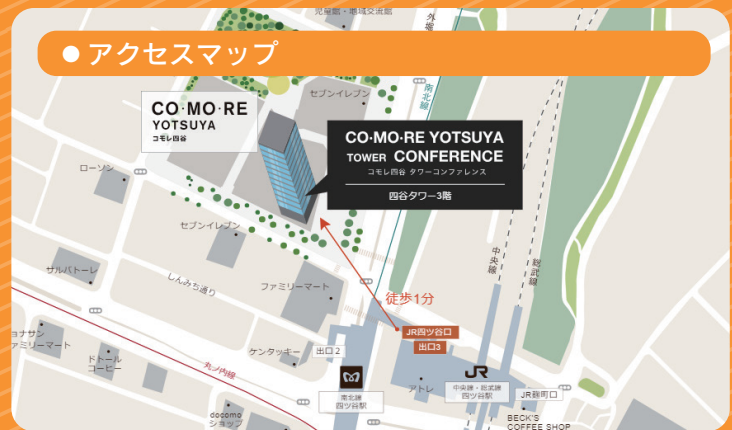 児童館・地域交流館
外堀
● アクセスマップ
南北線
セブンイレブン
CO·MO·RE
YOTSUYA
コモレ四谷
CO·MO·RE YOTSUYA
TOWER CONFERENCE
コモレ四谷 タワーコンファレンス
四谷タワー3階
ローソン
セブンイレブン
中央線
総武線
サルバトーレ
しんみち通り
ファミリーマート
徒歩1分
JR四ツ谷口
出口3
ョナサン
ァミリーマート
ドトール
コーヒー
丸ノ内線
ケンタッキー
出口2
南北線
四ツ谷駅
アトレ
JR
中央線・総武線
四ツ谷駅
JR麹町口
docomo
ショップ
BECK'S
COFFEE SHOP